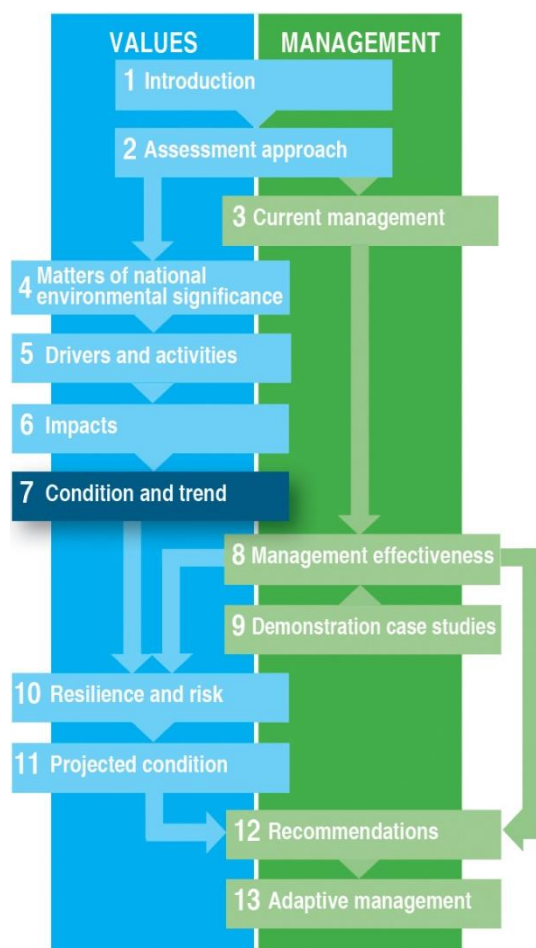 VALUES MANAGEMENT
1 Introduction
2 Assessment approach
3 Current management
4 Matters of national
environmental significance
5 Drivers and activities
6 Impacts
7 Condition and trend
8 Management effectiveness
9 Demonstration case studies
10 Resilience and risk
11 Projected condition
12 Recommendations
13 Adaptive management